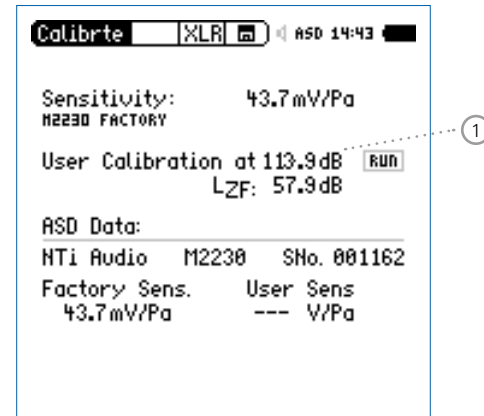 Calibrte XLR ASD 14:43
Sensitivity: 43.7mV/Pa
M2230 FACTORY
User Calibration at 113.9dB RUN
LZF: 57.9dB
1
ASD Data:
NTi Audio M2230 SNo. 001162
Factory Sens. User Sens
43.7mV/Pa --- V/Pa